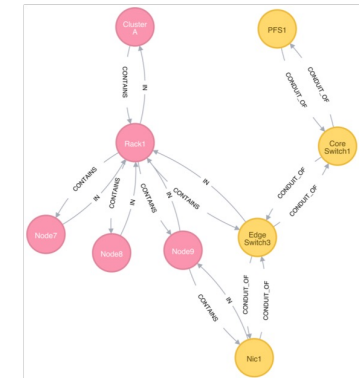 Cluster
A
PFS1
CONTAINS
IN
CONDUIT_OF
CONDUIT_OF
Rack1
Core
Switch1
CONTAINS
IN
CONTAINS
IN
CONTAINS
IN
CONTAINS
IN
CONDUIT_OF
CONDUIT_OF
Node7
Node8
Node9
Edge
Switch3
CONTAINS
IN
CONDUIT_OF
CONDUIT_OF
Nic1